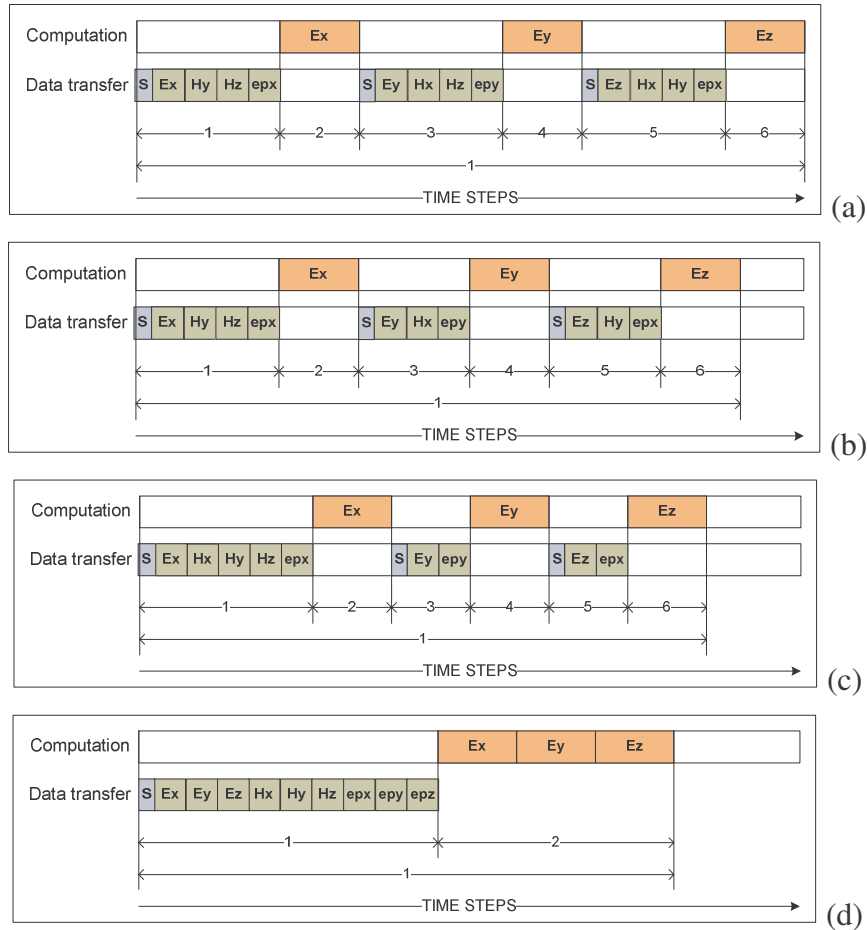 Computation Ex Ey Ez
Data transfer S Ex Hy Hz epx S Ey Hx Hz epy S Ez Hx Hy epx
1 2 3 4 5 6
1
TIME STEPS
(a)
Computation Ex Ey Ez
Data transfer S Ex Hy Hz epx S Ey Hx epy S Ez Hy epx
1 2 3 4 5 6
1
TIME STEPS
(b)
Computation Ex Ey Ez
Data transfer S Ex Hx Hy Hz epx S Ey epy S Ez epx
1 2 3 4 5 6
1
TIME STEPS
(c)
Computation Ex Ey Ez
Data transfer S Ex Ey Ez Hx Hy Hz epx epy epz
1 2
1
TIME STEPS
(d)